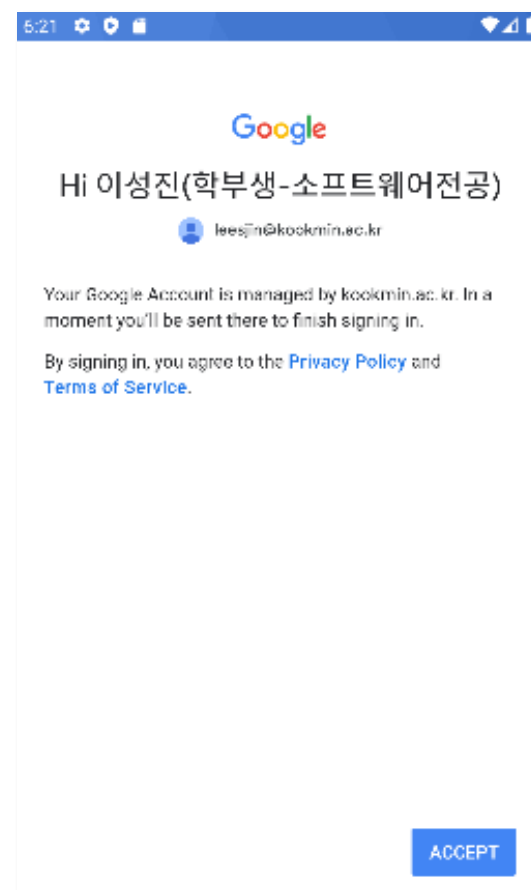 6:21
Google
Hi 이성진(학부생-소프트웨어전공)
leesjin@kookmin.ac.kr
Your Google Account is managed by kookmin.ac.kr. In a
moment you'll be sent there to finish signing in.
By signing in, you agree to the Privacy Policy and
Terms of Service.
ACCEPT